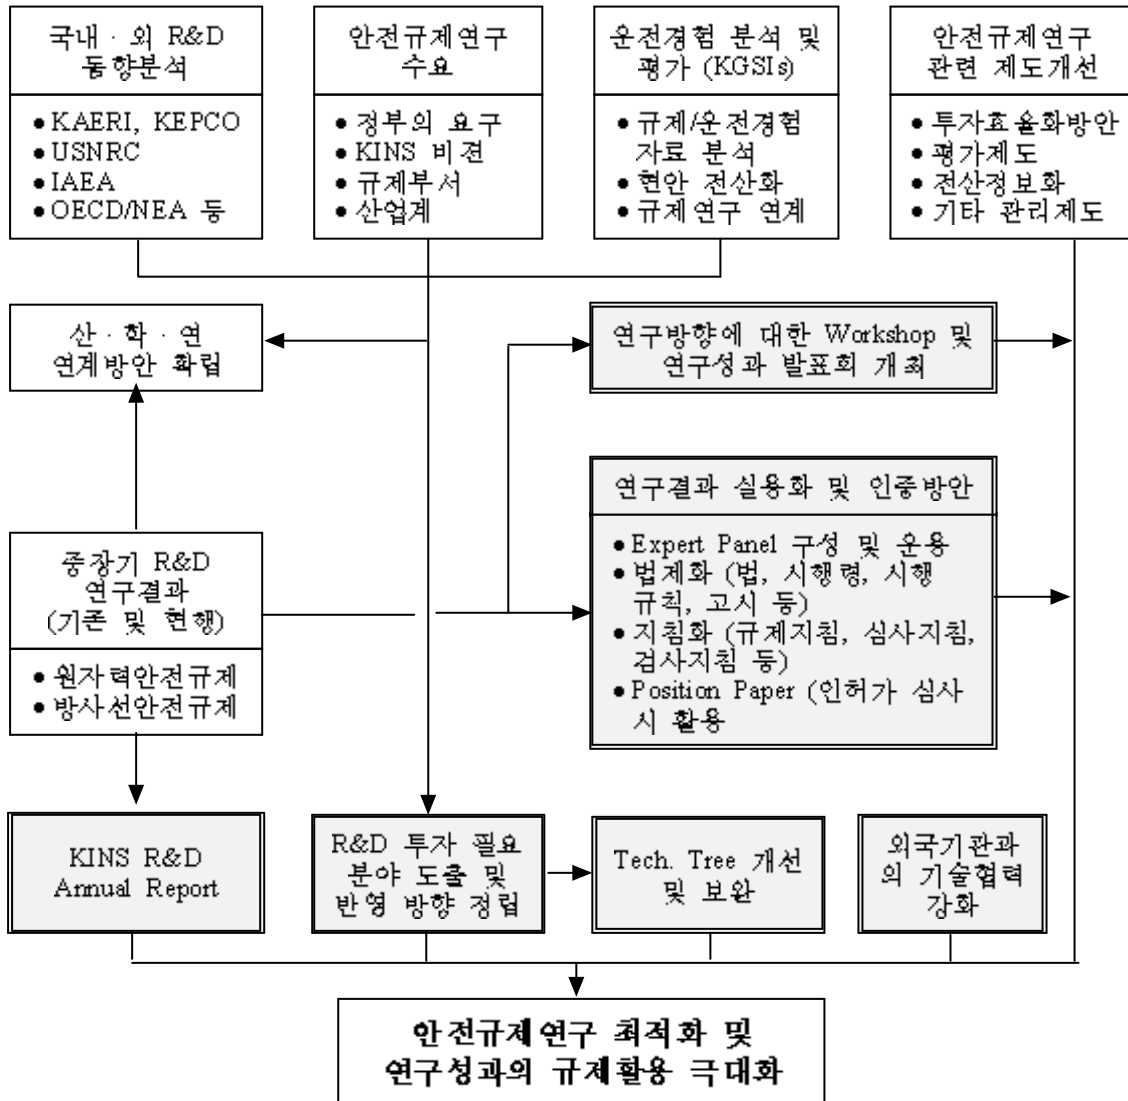 국내 · 외 R&D
동향분석
● KAERI, KEPCO
● USNRC
● IAEA
● OECD/NEA 등
안전규제연구
수요
● 정부의 요구
● KINS 비젼
● 규제부서
● 산업계
운전경험 분석 및
평가 (KGSIs)
● 규제/운전경험
자료 분석
● 현안 전산화
● 규제연구 연계
안전규제연구
관련 제도개선
● 투자효율화방안
● 평가제도
● 전산정보화
● 기타 관리제도
산 · 학 · 연
연계방안 확립
연구방향에 대한 Workshop 및
연구성과 발표회 개최
중장기 R&D
연구결과
(기존 및 현행)
● 원자력안전규제
● 방사선안전규제
연구결과 실용화 및 인증방안
● Expert Panel 구성 및 운용
● 법제화 (법, 시행령, 시행
규칙, 고시 등)
● 지침화 (규제지침, 심사지침,
검사지침 등)
● Position Paper (인허가 심사
시 활용
KINS R&D
Annual Report
R&D 투자 필요
분야 도출 및
반영 방향 정립
Tech. Tree 개선
및 보완
외국기관과
의 기술협력
강화
안전규제연구 최적화 및
연구성과의 규제활용 극대화